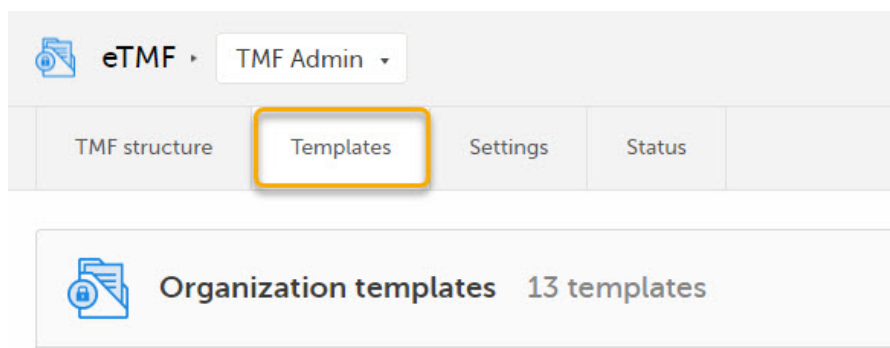 eTMF ▸ TMF Admin ▾
TMF structure Templates Settings Status
Organization templates 13 templates